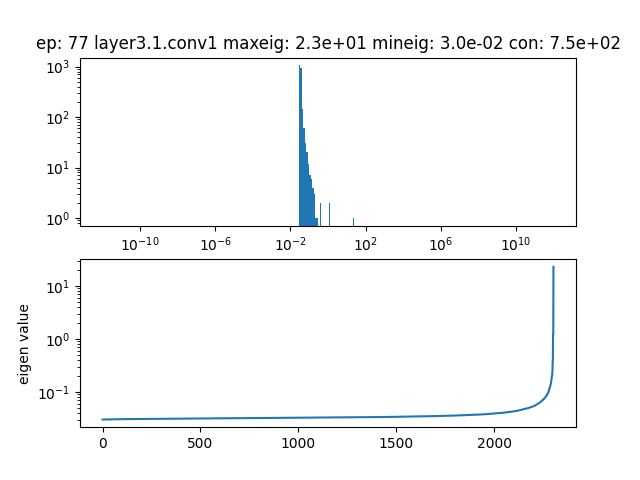 ep: 77 layer3.1.conv1 maxeig: 2.3e+01 mineig: 3.0e-02 con: 7.5e+02
10³
10²
10¹
10⁰
10⁻¹⁰ 10⁻⁶ 10⁻² 10² 10⁶ 10¹⁰
eigen value
10¹
10⁰
10⁻¹
0 500 1000 1500 2000